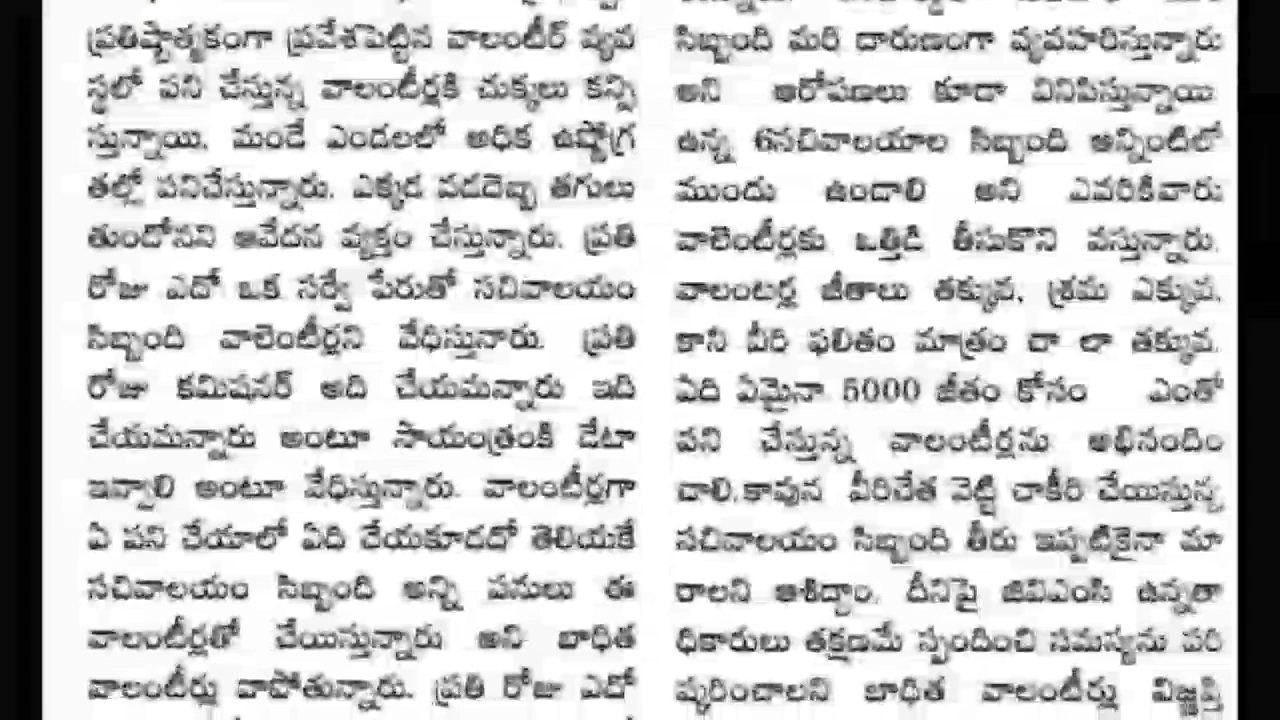 ప్రతిష్టాత్మకంగా ప్రవేశపెట్టిన వాలంటీర్ వ్యవ
స్థలో పని చేస్తున్న వాలంటీర్లకి చుక్కలు కన్పి
స్తున్నాయి. మండే ఎండలలో అధిక ఉష్ణోగ్ర
తల్లో పనిచేస్తున్నారు. ఎక్కడ వడదెబ్బ తగులు
తుందోనని ఆవేదన వ్యక్తం చేస్తున్నారు. ప్రతి
రోజు ఎదో ఒక సర్వే పేరుతో సచివాలయం
సిబ్బంది వాలెంటీర్లని వేధిస్తునారు. ప్రతి
రోజు కమిషనర్ అది చేయమన్నారు ఇది
చేయమన్నారు అంటూ సాయంత్రంకి డేటా
ఇవ్వాలి అంటూ వేధిస్తున్నారు. వాలంటీర్లగా
ఏ పని చేయాలో ఏది చేయకూడదో తెలియకే
సచివాలయం సిబ్బంది అన్ని పనులు ఈ
వాలంటీర్లతో చేయిస్తున్నారు అని బాధిత
వాలంటీర్లు వాపోతున్నారు. ప్రతి రోజు ఎదో
సిబ్బంది మరి దారుణంగా వ్యవహరిస్తున్నారు
అని ఆరోపణలు కూడా వినిపిస్తున్నాయి
ఉన్న 6సచివాలయాల సిబ్బంది అన్నింటిలో
ముందు ఉండాలి అని ఎవరికివారు
వాలెంటీర్లకు ఒత్తిడి తీసుకొని వస్తున్నారు.
వాలంటర్ల జీతాలు తక్కువ, శ్రమ ఎక్కువ,
కాని వీరి ఫలితం మాత్రం చా లా తక్కువ.
ఏది ఏమైనా 5000 జీతం కోసం ఎంతో
పని చేస్తున్న వాలంటీర్లను అభినందిం
చాలి.కావున వీరిచేత వెట్టి చాకీరి చేయిస్తున్న
సచివాలయం సిబ్బంది తీరు ఇప్పటికైనా మా
రాలని ఆశిద్దాం. దీనిపై జివిఎంసి ఉన్నతా
ధికారులు తక్షణమే స్పందించి సమస్యను పరి
ష్కరించాలని బాధిత వాలంటీర్లు విజ్ఞప్తి